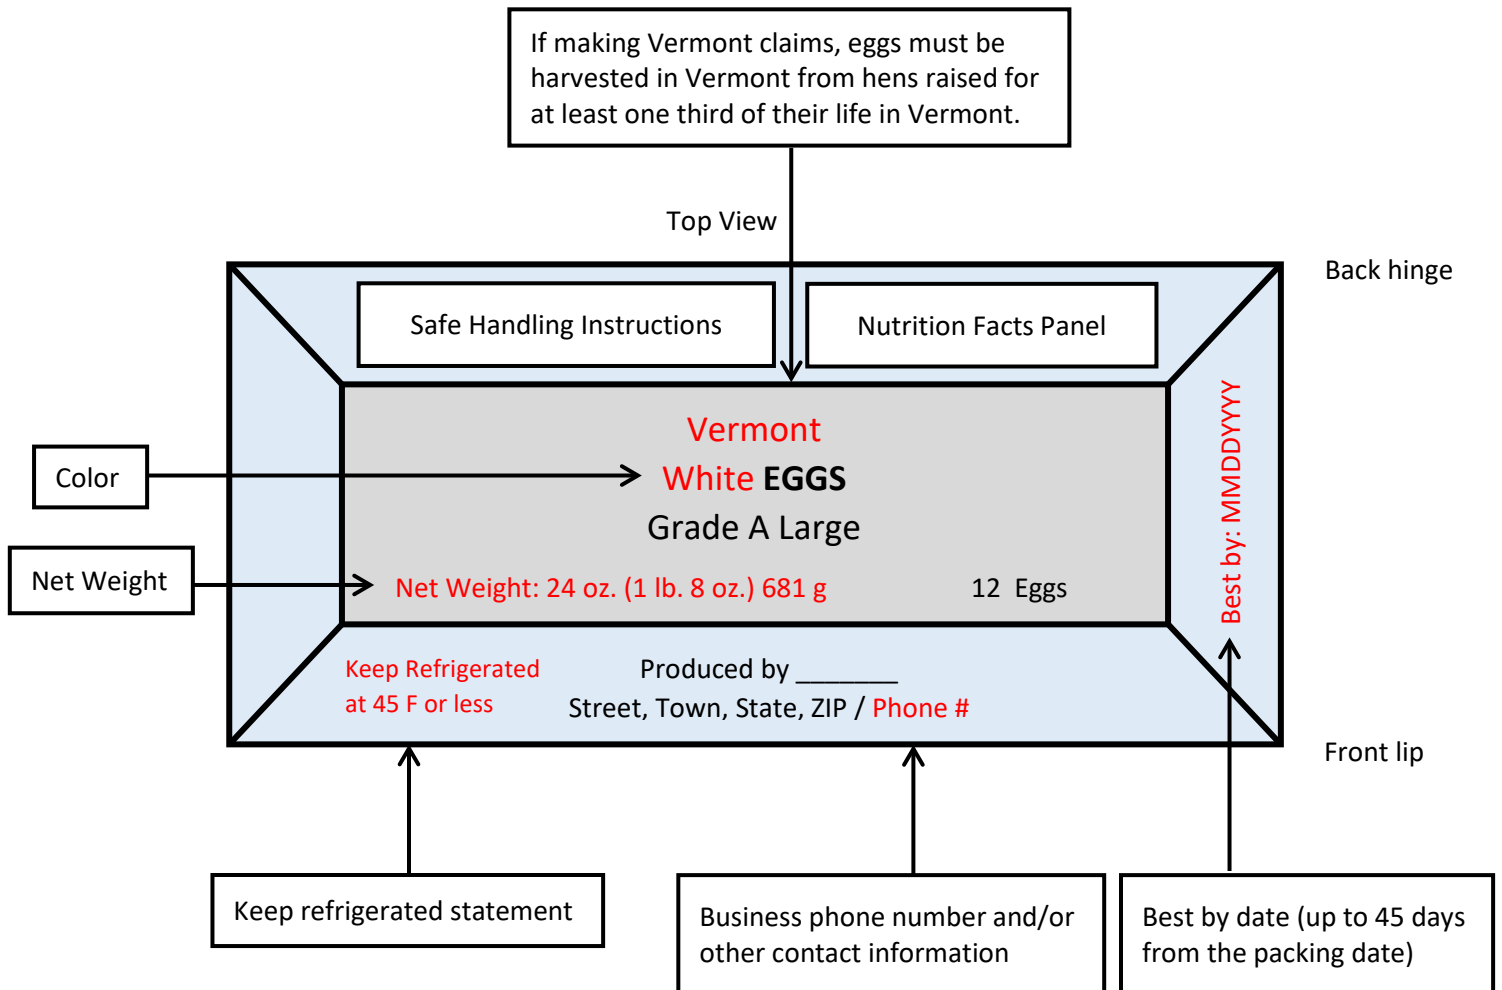 If making Vermont claims, eggs must be
harvested in Vermont from hens raised for
at least one third of their life in Vermont.
Top View
Back hinge
Safe Handling Instructions
Nutrition Facts Panel
Vermont
Color
White EGGS
Grade A Large
Net Weight
Net Weight: 24 oz. (1 lb. 8 oz.) 681 g
12 Eggs
Best by: MMDDYYYY
Keep Refrigerated
at 45 F or less
Produced by _______
Street, Town, State, ZIP / Phone #
Front lip
Keep refrigerated statement
Business phone number and/or
other contact information
Best by date (up to 45 days
from the packing date)